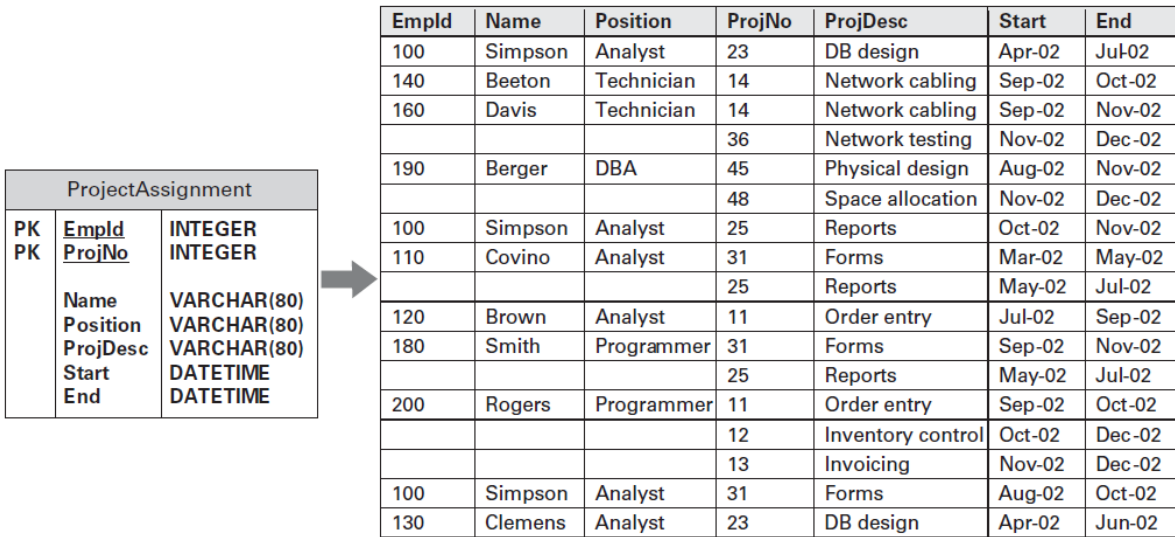 ProjectAssignment
PK EmpId INTEGER
PK ProjNo INTEGER
Name VARCHAR(80)
Position VARCHAR(80)
ProjDesc VARCHAR(80)
Start DATETIME
End DATETIME
EmpId Name Position ProjNo ProjDesc Start End
100 Simpson Analyst 23 DB design Apr-02 Jul-02
140 Beeton Technician 14 Network cabling Sep-02 Oct-02
160 Davis Technician 14 Network cabling Sep-02 Nov-02
36 Network testing Nov-02 Dec-02
190 Berger DBA 45 Physical design Aug-02 Nov-02
48 Space allocation Nov-02 Dec-02
100 Simpson Analyst 25 Reports Oct-02 Nov-02
110 Covino Analyst 31 Forms Mar-02 May-02
25 Reports May-02 Jul-02
120 Brown Analyst 11 Order entry Jul-02 Sep-02
180 Smith Programmer 31 Forms Sep-02 Nov-02
25 Reports May-02 Jul-02
200 Rogers Programmer 11 Order entry Sep-02 Oct-02
12 Inventory control Oct-02 Dec-02
13 Invoicing Nov-02 Dec-02
100 Simpson Analyst 31 Forms Aug-02 Oct-02
130 Clemens Analyst 23 DB design Apr-02 Jun-02